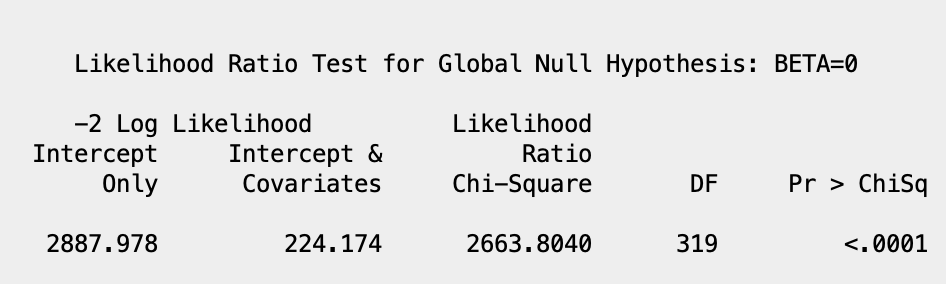 Likelihood Ratio Test for Global Null Hypothesis: BETA=0
-2 Log Likelihood Likelihood
Intercept Intercept & Ratio
Only Covariates Chi-Square DF Pr > ChiSq
2887.978 224.174 2663.8040 319 <.0001